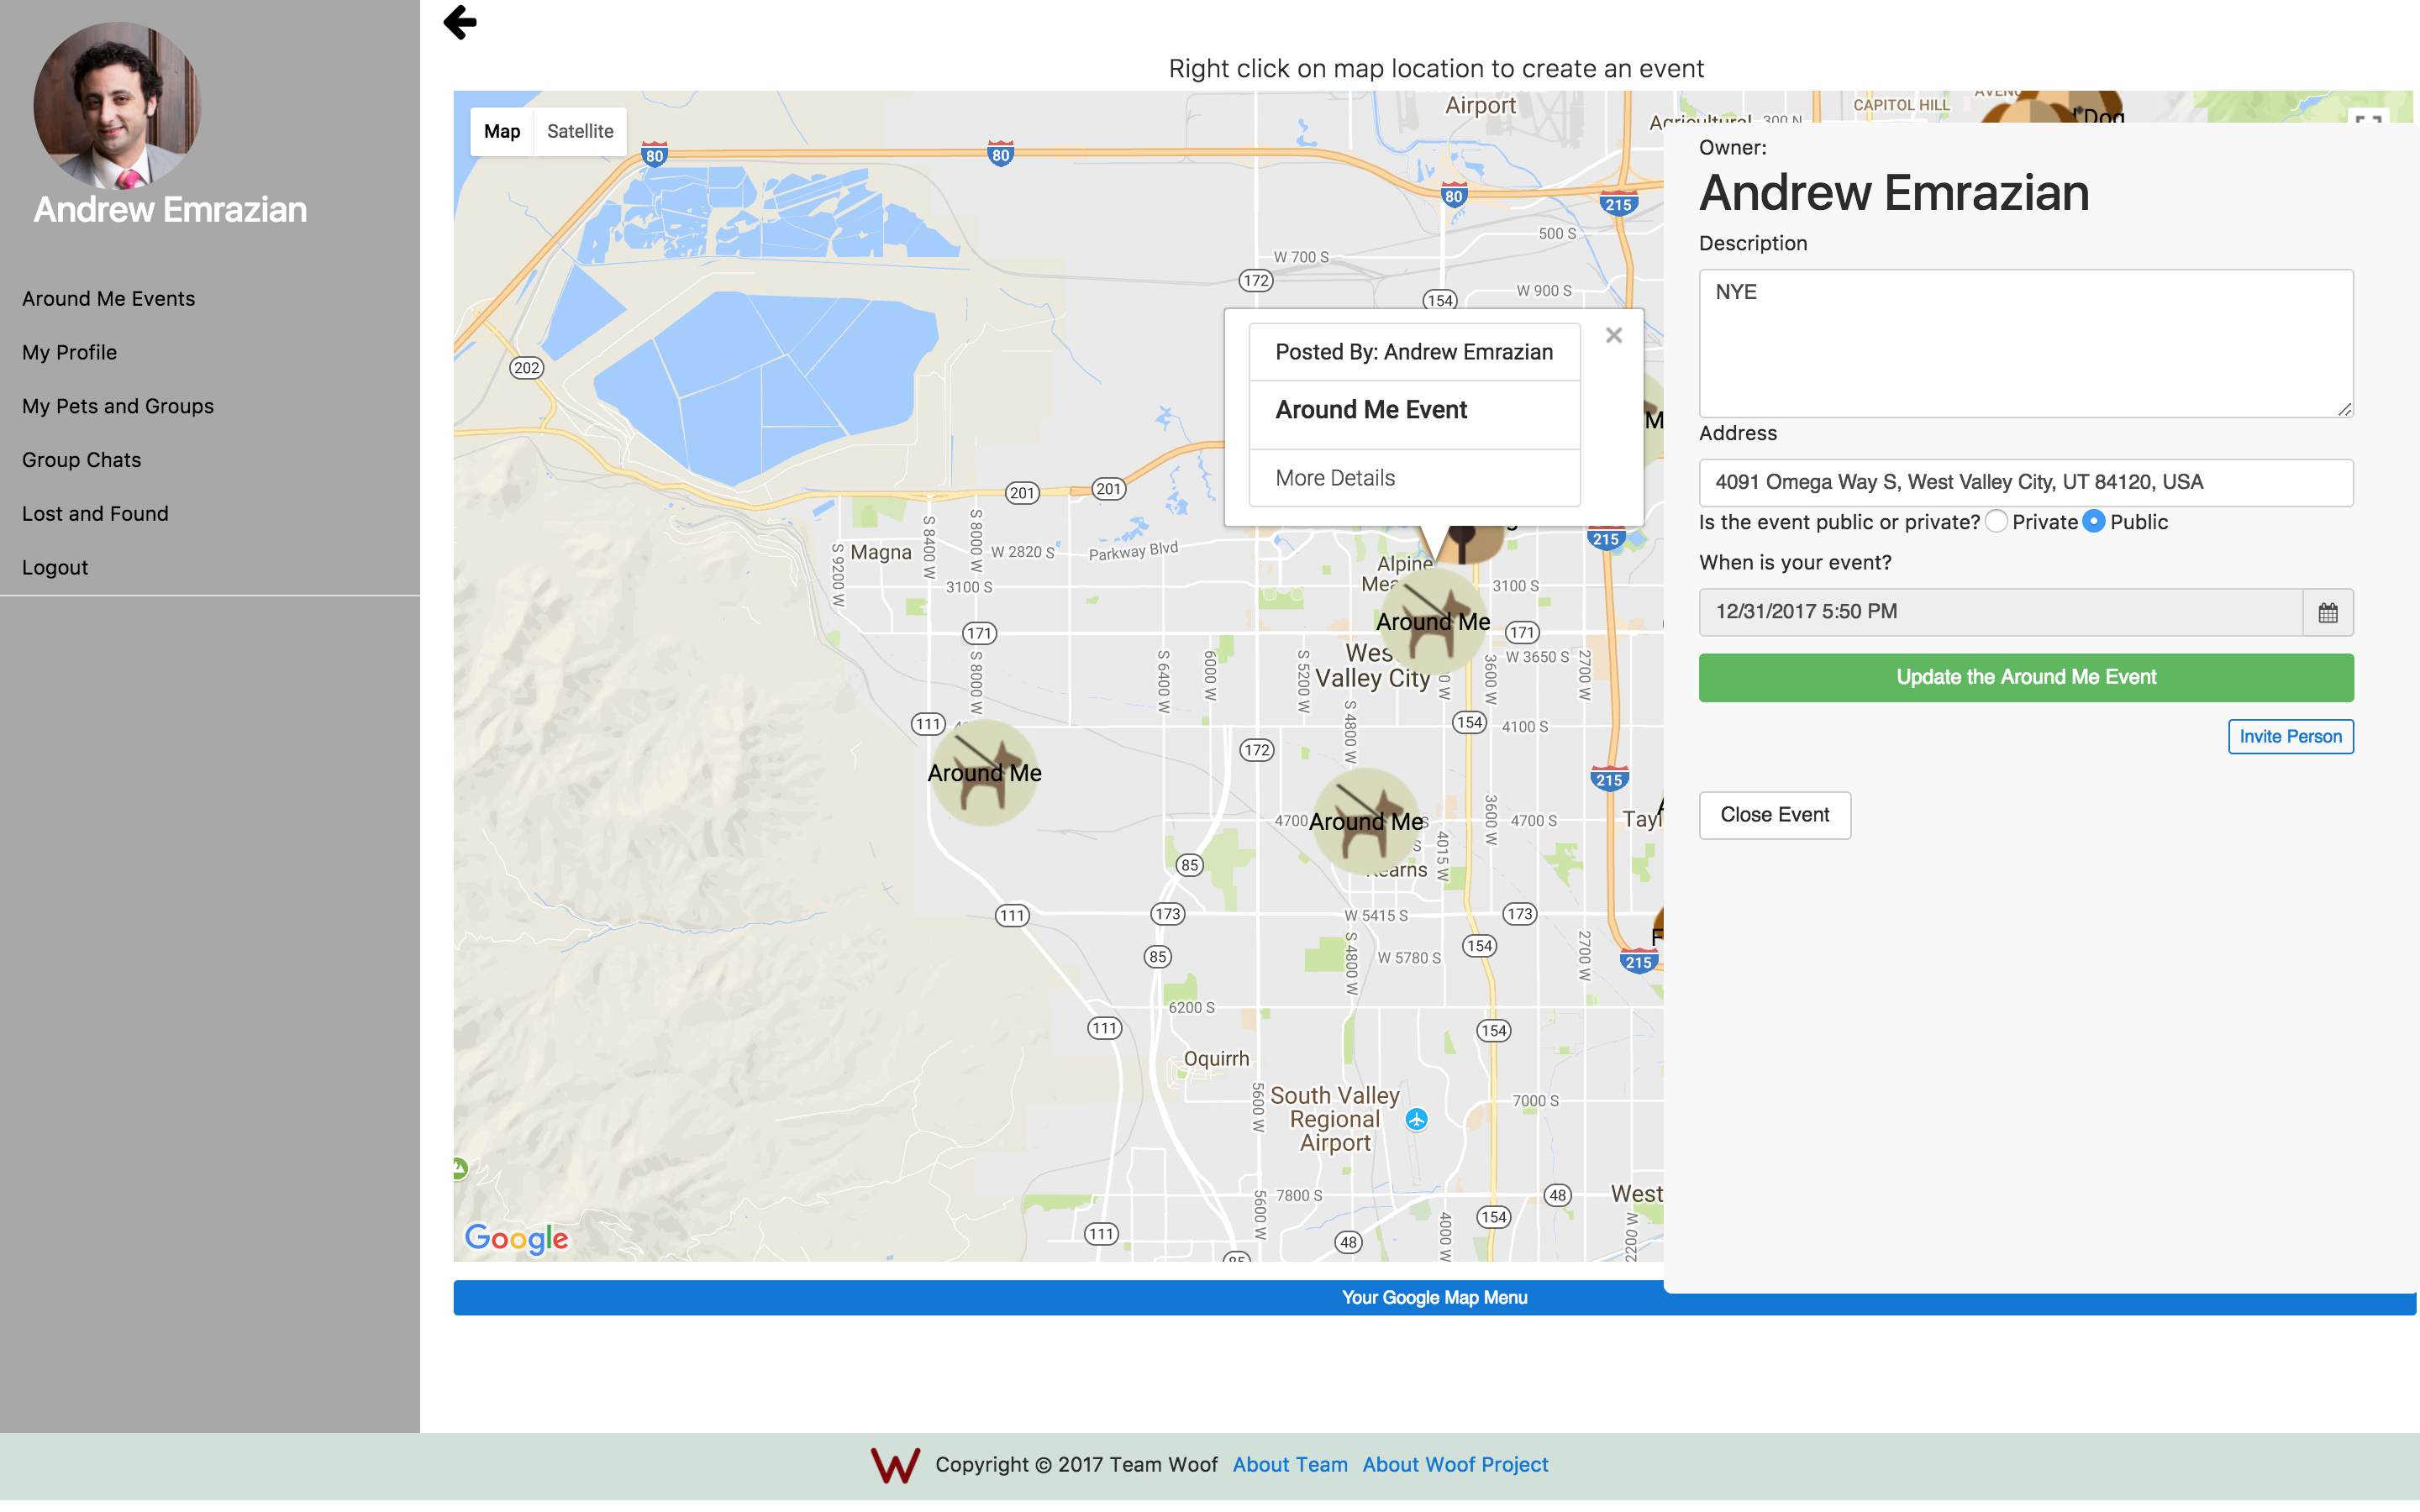 Andrew Emrazian
Around Me Events
My Profile
My Pets and Groups
Group Chats
Lost and Found
Logout
Right click on map location to create an event
Map Satellite
Airport
CAPITOL HILL
Dog
300 N
80
80
80
215
500 S
W 700 S
172
W 900 S
154
202
Posted By: Andrew Emrazian
Around Me Event
More Details
201
201
215
S 9200 W
Magna
S 8400 W
S 8000 W
W 2820 S
Parkway Blvd
Alpine
3100 S
3100 S
Around Me
171
171
Valley City
W 3650 S
S 8000 W
S 6400 W
6000 W
S 5200 W
3600 W
2700 W
111
S 4800 W
154
4100 S
172
215
Around Me
4700
Around Me
4700 S
3600 W
4015 W
85
111
173
W 5415 S
173
85
S 4800 W
W 5780 S
154
2700 W
215
6200 S
111
154
Oquirrh
South Valley
Regional
Airport
5600 W
7000 S
5600 W
7800 S
48
West
111
48
154
4000 W
2200 W
Google
Owner:
Andrew Emrazian
Description
NYE
Address
4091 Omega Way S, West Valley City, UT 84120, USA
Is the event public or private? Private Public
When is your event?
12/31/2017 5:50 PM
Update the Around Me Event
Invite Person
Close Event
Your Google Map Menu
W Copyright © 2017 Team Woof About Team About Woof Project